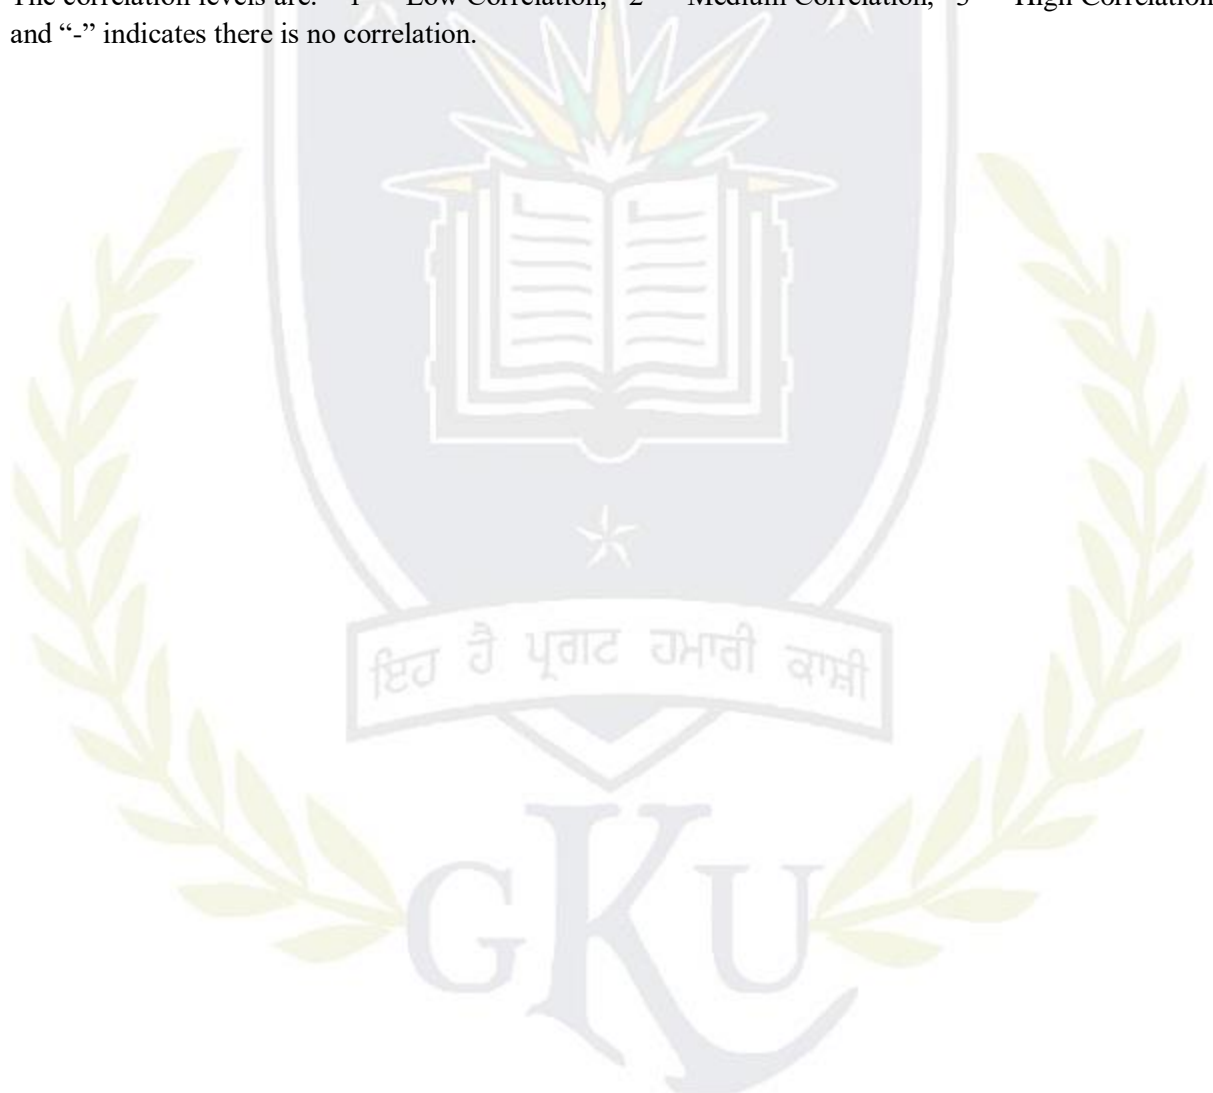 The correlation levels are: “1” – Low Correlation, “2” – Medium Correlation, “3” – High Correlation
and “-” indicates there is no correlation.
ਇਹ ਹੈ ਪ੍ਰਗਟ ਹਮਾਰੀ ਕਾਸ਼ੀ
GKU